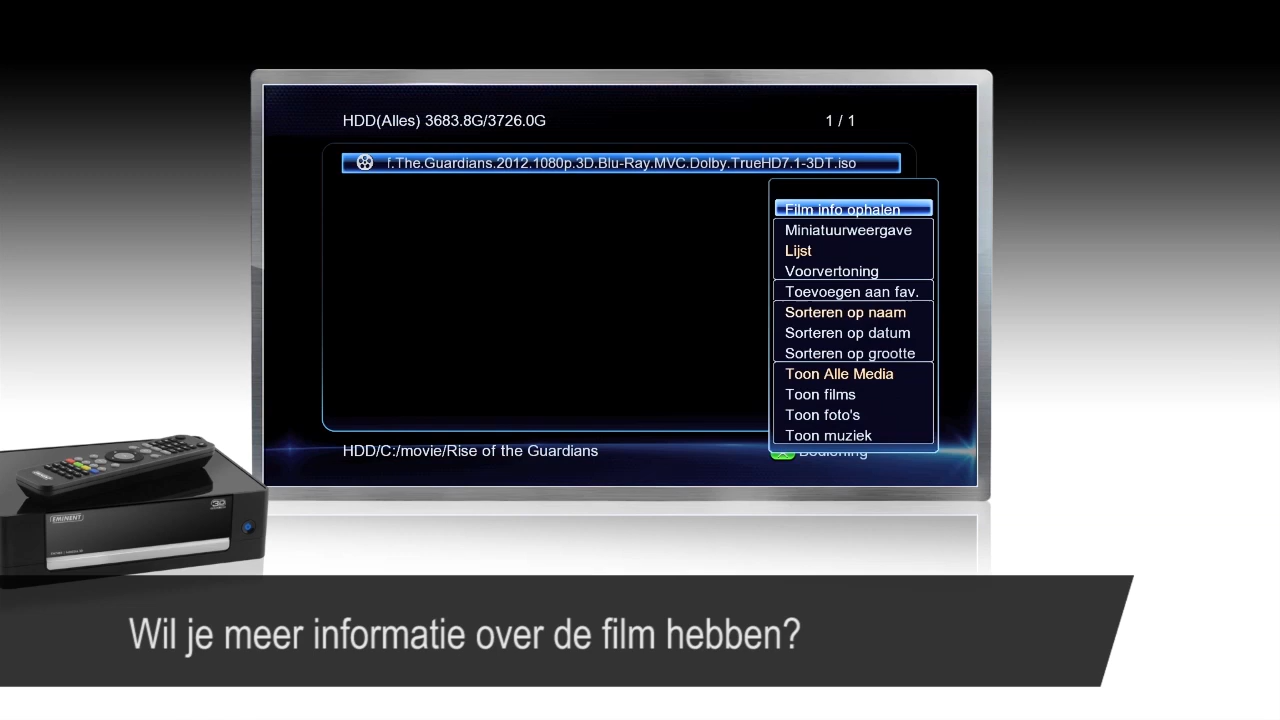 HDD(Alles) 3683.8G/3726.0G
1 / 1
f.The.Guardians.2012.1080p.3D.Blu-Ray.MVC.Dolby.TrueHD7.1-3DT.iso
Film info ophalen
Miniatuurweergave
Lijst
Voorvertoning
Toevoegen aan fav.
Sorteren op naam
Sorteren op datum
Sorteren op grootte
Toon Alle Media
Toon films
Toon foto's
Toon muziek
HDD/C:/movie/Rise of the Guardians
Bediening
3D
EMINENT
Wil je meer informatie over de film hebben?